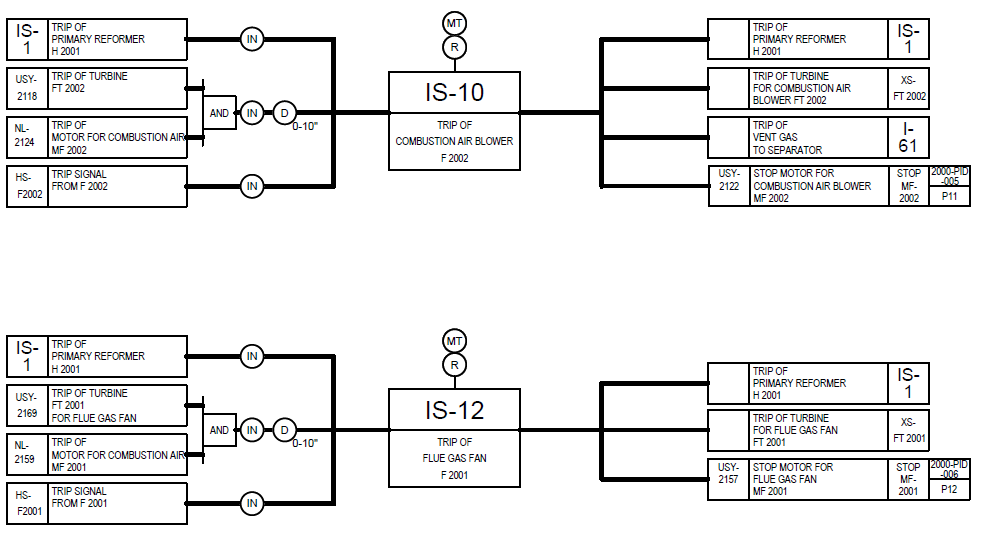 IS-
1
TRIP OF
PRIMARY REFORMER
H 2001
IN
USY-
2118
TRIP OF TURBINE
FT 2002
AND
IN
D
0-10"
NL-
2124
TRIP OF
MOTOR FOR COMBUSTION AIR
MF 2002
HS-
F2002
TRIP SIGNAL
FROM F 2002
IN
MT
R
IS-10
TRIP OF
COMBUSTION AIR BLOWER
F 2002
TRIP OF
PRIMARY REFORMER
H 2001
IS-
1
TRIP OF TURBINE
FOR COMBUSTION AIR
BLOWER FT 2002
XS-
FT 2002
TRIP OF
VENT GAS
TO SEPARATOR
I-
61
USY-
2122
STOP MOTOR FOR
COMBUSTION AIR BLOWER
MF 2002
STOP
MF-
2002
2000-PID
-005
P11
IS-
1
TRIP OF
PRIMARY REFORMER
H 2001
IN
USY-
2169
TRIP OF TURBINE
FT 2001
FOR FLUE GAS FAN
AND
IN
D
0-10"
NL-
2159
TRIP OF
MOTOR FOR COMBUSTION AIR
MF 2001
HS-
F2001
TRIP SIGNAL
FROM F 2001
IN
MT
R
IS-12
TRIP OF
FLUE GAS FAN
F 2001
TRIP OF
PRIMARY REFORMER
H 2001
IS-
1
TRIP OF TURBINE
FOR FLUE GAS FAN
FT 2001
XS-
FT 2001
USY-
2157
STOP MOTOR FOR
FLUE GAS FAN
MF 2001
STOP
MF-
2001
2000-PID
-006
P12